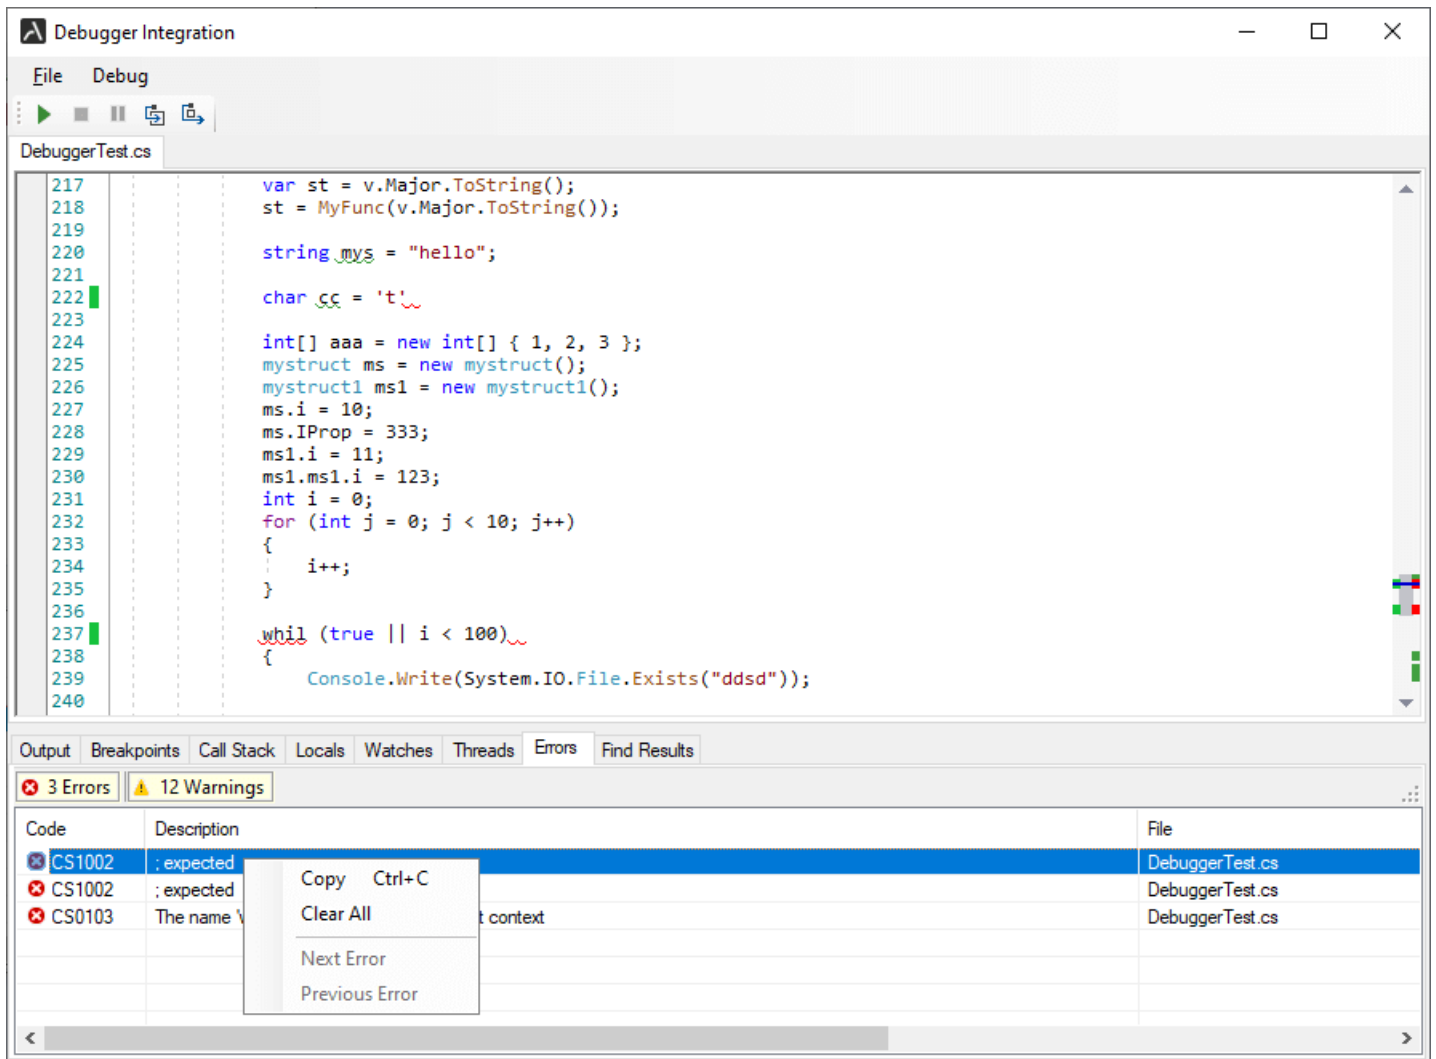 Debugger Integration
File Debug
DebuggerTest.cs
217 var st = v.Major.ToString();
218 st = MyFunc(v.Major.ToString());
219
220 string mys = "hello";
221
222 char cc = 't'
223
224 int[] aaa = new int[] { 1, 2, 3 };
225 mystruct ms = new mystruct();
226 mystruct1 ms1 = new mystruct1();
227 ms.i = 10;
228 ms.IProp = 333;
229 ms1.i = 11;
230 ms1.ms1.i = 123;
231 int i = 0;
232 for (int j = 0; j < 10; j++)
233 {
234 i++;
235 }
236
237 whil (true || i < 100)
238 {
239 Console.Write(System.IO.File.Exists("ddsd"));
240
Output Breakpoints Call Stack Locals Watches Threads Errors Find Results
3 Errors 12 Warnings
Code Description File
CS1002 ; expected DebuggerTest.cs
CS1002 ; expected DebuggerTest.cs
CS0103 The name context DebuggerTest.cs
Copy Ctrl+C
Clear All
Next Error
Previous Error